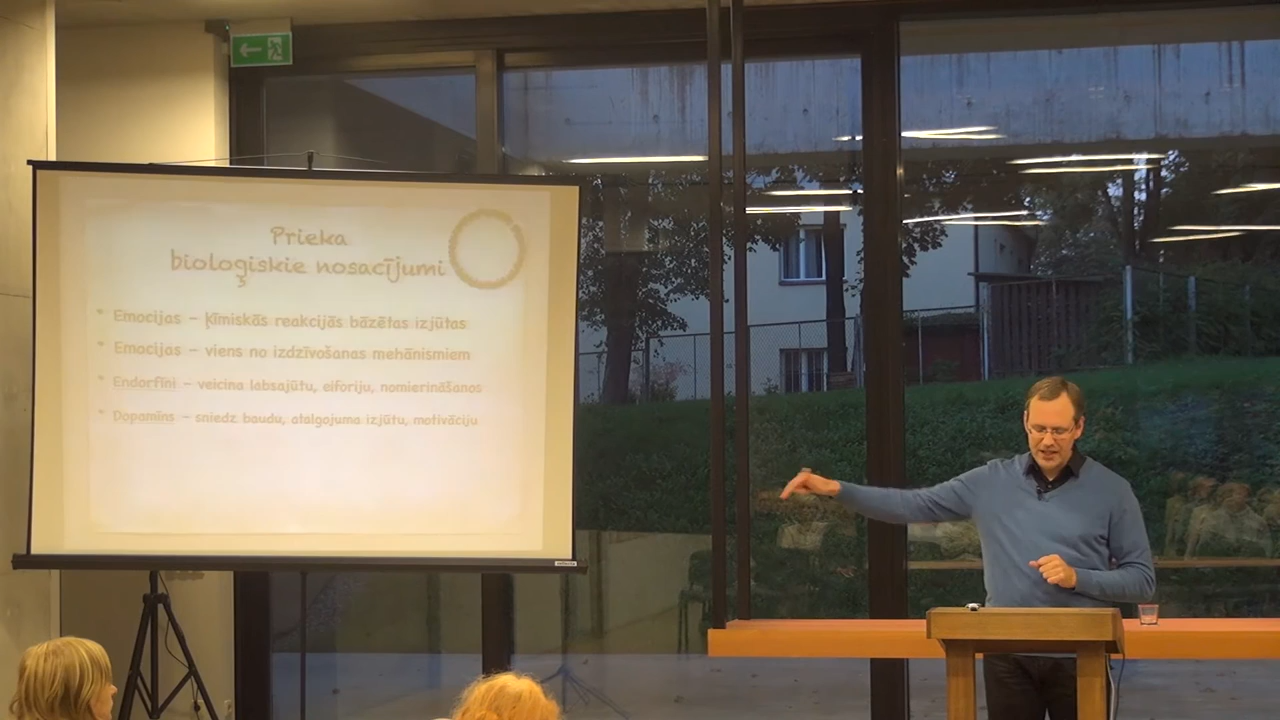 Prieka
bioloģiskie nosacījumi
• Emocijas - Ķīmiskās reakcijās bāzētas izjūtas
• Emocijas - viens no izdzīvošanas mehānismiem
• Endorfīni - veicina labsajūtu, eiforiju, nomierināšanos
• Dopamīns - sniedz baudu, atalgojuma izjūtu, motivāciju